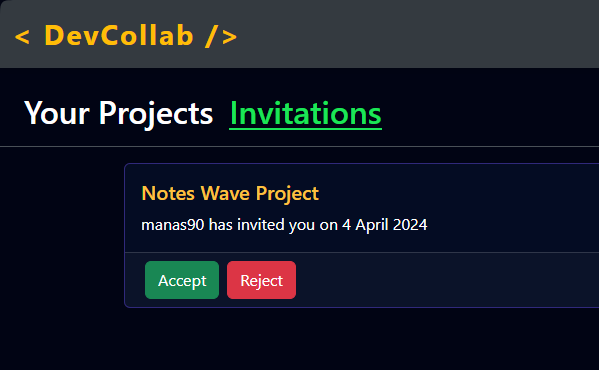 < DevCollab />
Your Projects Invitations
Notes Wave Project
manas90 has invited you on 4 April 2024
Accept Reject